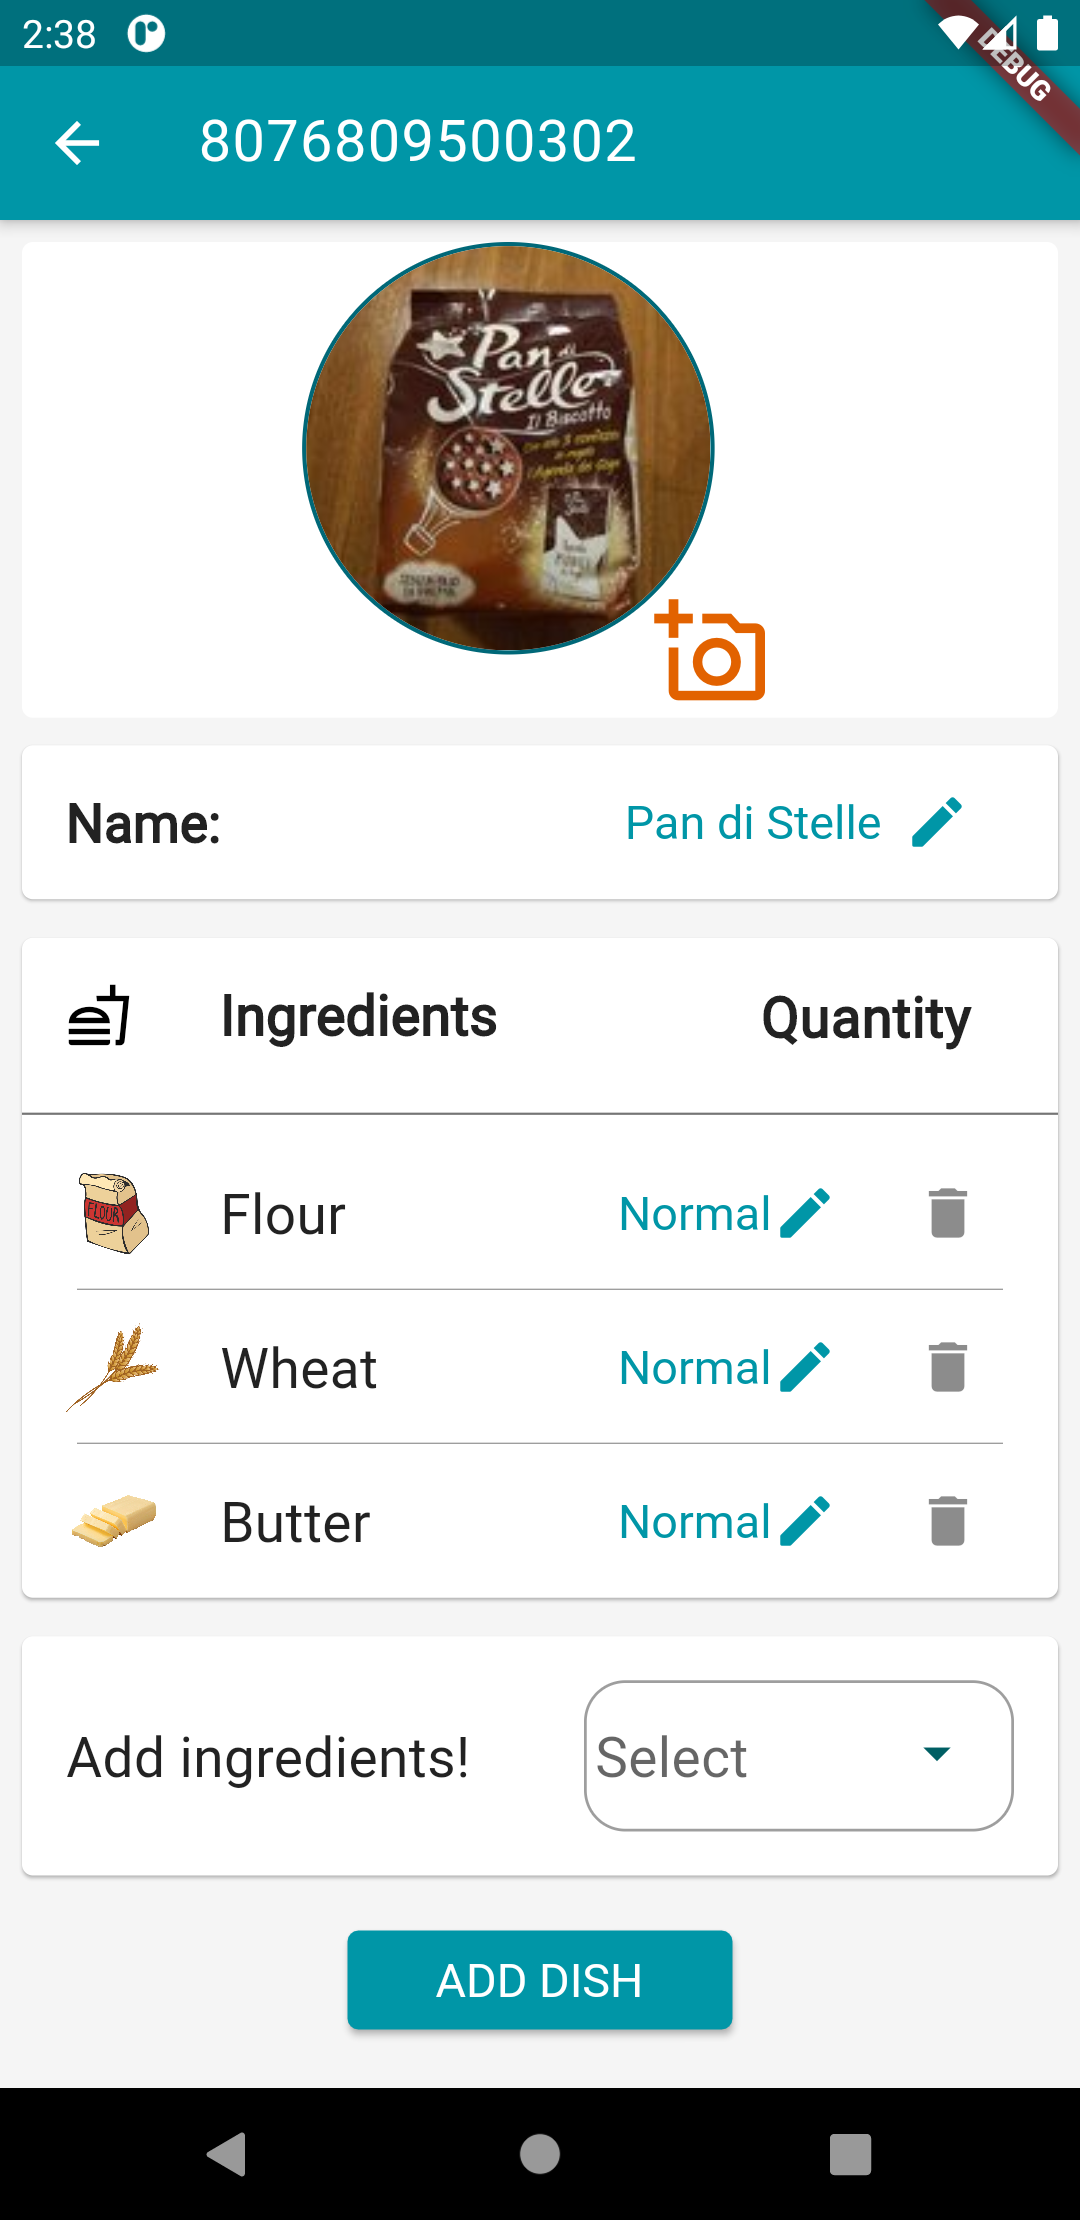 2:38
DEBUG
8076809500302
Pan di
Stelle
Il Biscotto
Name: Pan di Stelle
Ingredients Quantity
FLOUR
Flour Normal
Wheat Normal
Butter Normal
Add ingredients! Select
ADD DISH